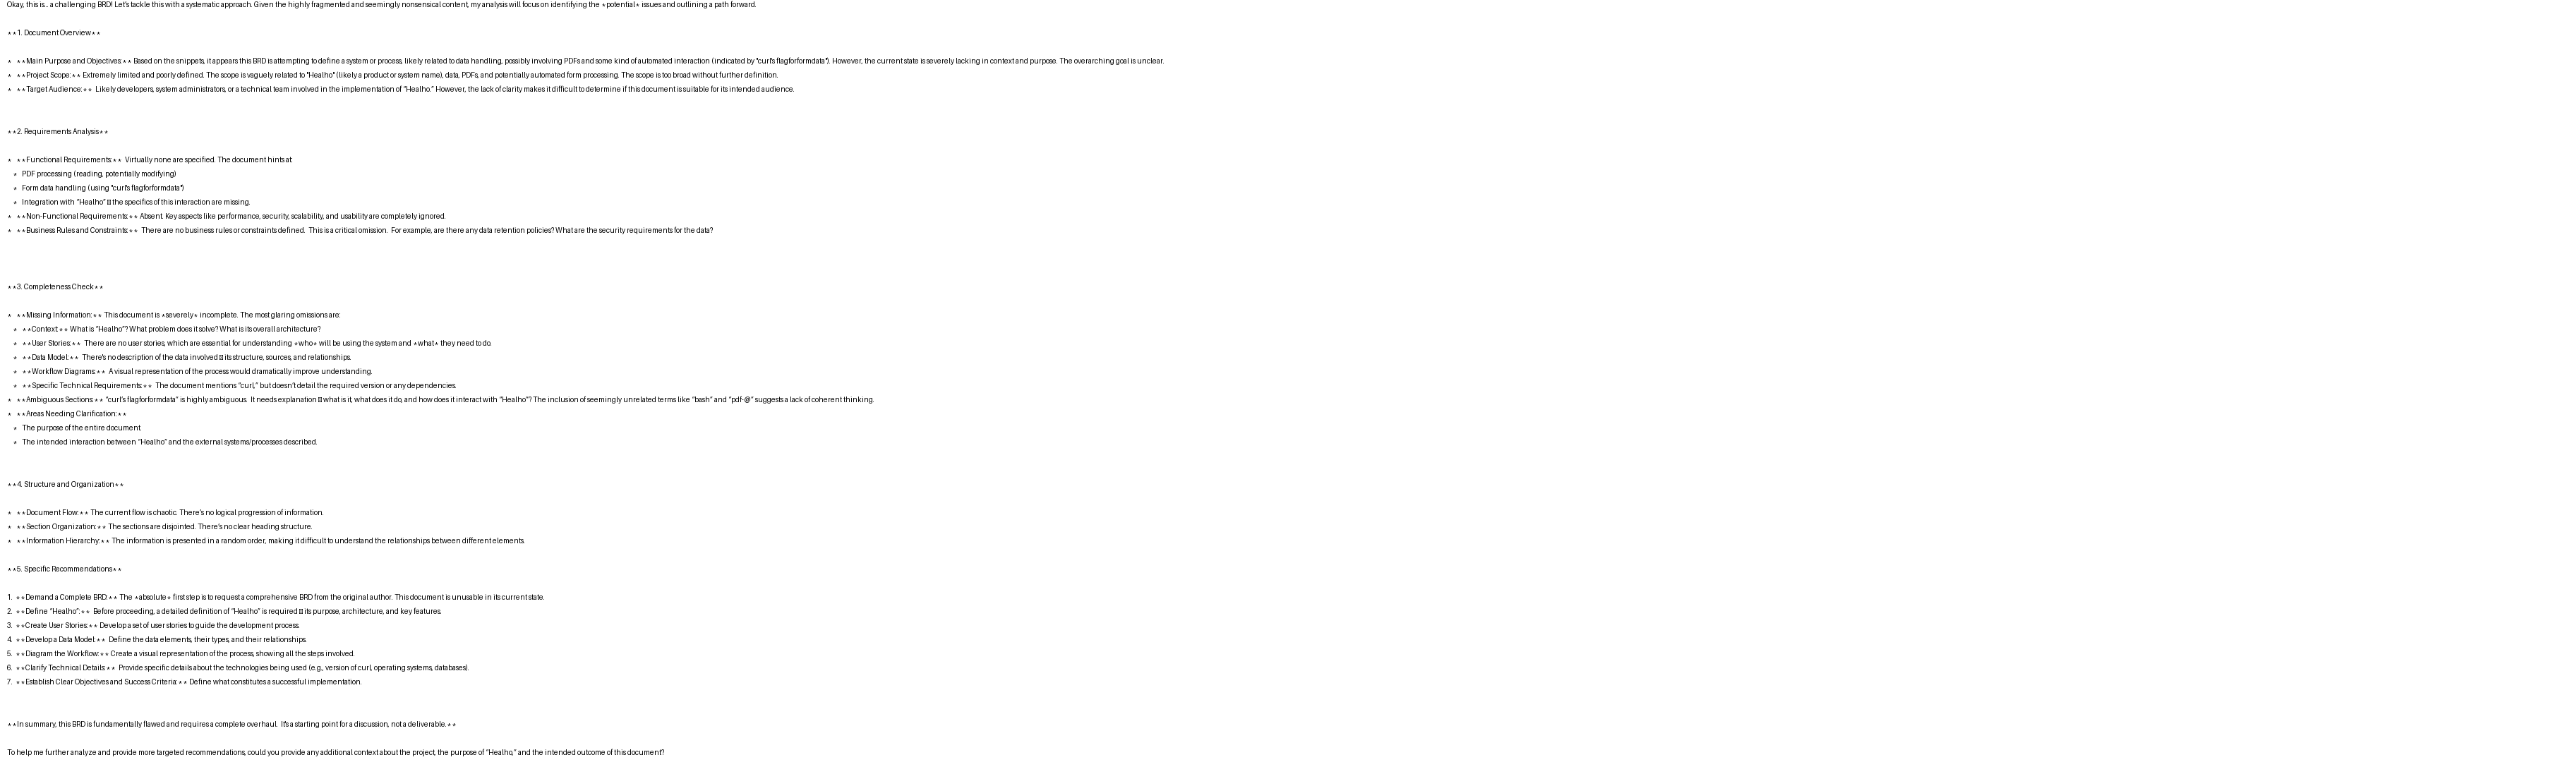 Okay, this is... a challenging BRD! Let's tackle this with a systematic approach. Given the highly fragmented and seemingly nonsensical content, my analysis will focus on identifying the *potential* issues and outlining a path forward.
**1. Document Overview**
* **Main Purpose and Objectives:** Based on the snippets, it appears this BRD is attempting to define a system or process, likely related to data handling, possibly involving PDFs and some kind of automated interaction (indicated by "curl's flagforformdata"). However, the current state is severely lacking in context and purpose. The overarching goal is unclear.
* **Project Scope:** Extremely limited and poorly defined. The scope is vaguely related to "Healho" (likely a product or system name), data, PDFs, and potentially automated form processing. The scope is too broad without further definition.
* **Target Audience:** Likely developers, system administrators, or a technical team involved in the implementation of “Healho.” However, the lack of clarity makes it difficult to determine if this document is suitable for its intended audience.
**2. Requirements Analysis**
* **Functional Requirements:** Virtually none are specified. The document hints at:
* PDF processing (reading, potentially modifying)
* Form data handling (using "curl's flagforformdata")
* Integration with “Healho” – the specifics of this interaction are missing.
* **Non-Functional Requirements:** Absent. Key aspects like performance, security, scalability, and usability are completely ignored.
* **Business Rules and Constraints:** There are no business rules or constraints defined. This is a critical omission. For example, are there any data retention policies? What are the security requirements for the data?
**3. Completeness Check:**
* **Missing Information:** This document is *severely* incomplete. The most glaring omissions are:
* **Context:** What is “Healho”? What problem does it solve? What is its overall architecture?
* **User Stories:** There are no user stories, which are essential for understanding *who* will be using the system and *what* they need to do.
* **Data Model:** There's no description of the data involved – its structure, sources, and relationships.
* **Workflow Diagrams:** A visual representation of the process would dramatically improve understanding.
* **Specific Technical Requirements:** The document mentions “curl,” but doesn’t detail the required version or any dependencies.
* **Ambiguous Sections:** “curl’s flagforformdata” is highly ambiguous. It needs explanation – what is it, what does it do, and how does it interact with “Healho”? The inclusion of seemingly unrelated terms like “bash” and “pdf-@” suggests a lack of coherent thinking.
* **Areas Needing Clarification:**
* The purpose of the entire document.
* The intended interaction between “Healho” and the external systems/processes described.
**4. Structure and Organization**
* **Document Flow:** The current flow is chaotic. There’s no logical progression of information.
* **Section Organization:** The sections are disjointed. There’s no clear heading structure.
* **Information Hierarchy:** The information is presented in a random order, making it difficult to understand the relationships between different elements.
**5. Specific Recommendations**
1. **Demand a Complete BRD:** The *absolute* first step is to request a comprehensive BRD from the original author. This document is unusable in its current state.
2. **Define “Healho”:** Before proceeding, a detailed definition of “Healho” is required – its purpose, architecture, and key features.
3. **Create User Stories:** Develop a set of user stories to guide the development process.
4. **Develop a Data Model:** Define the data elements, their types, and their relationships.
5. **Diagram the Workflow:** Create a visual representation of the process, showing all the steps involved.
6. **Clarify Technical Details:** Provide specific details about the technologies being used (e.g., version of curl, operating systems, databases).
7. **Establish Clear Objectives and Success Criteria:** Define what constitutes a successful implementation.
**In summary, this BRD is fundamentally flawed and requires a complete overhaul. It's a starting point for a discussion, not a deliverable.**
To help me further analyze and provide more targeted recommendations, could you provide any additional context about the project, the purpose of “Healho,” and the intended outcome of this document?